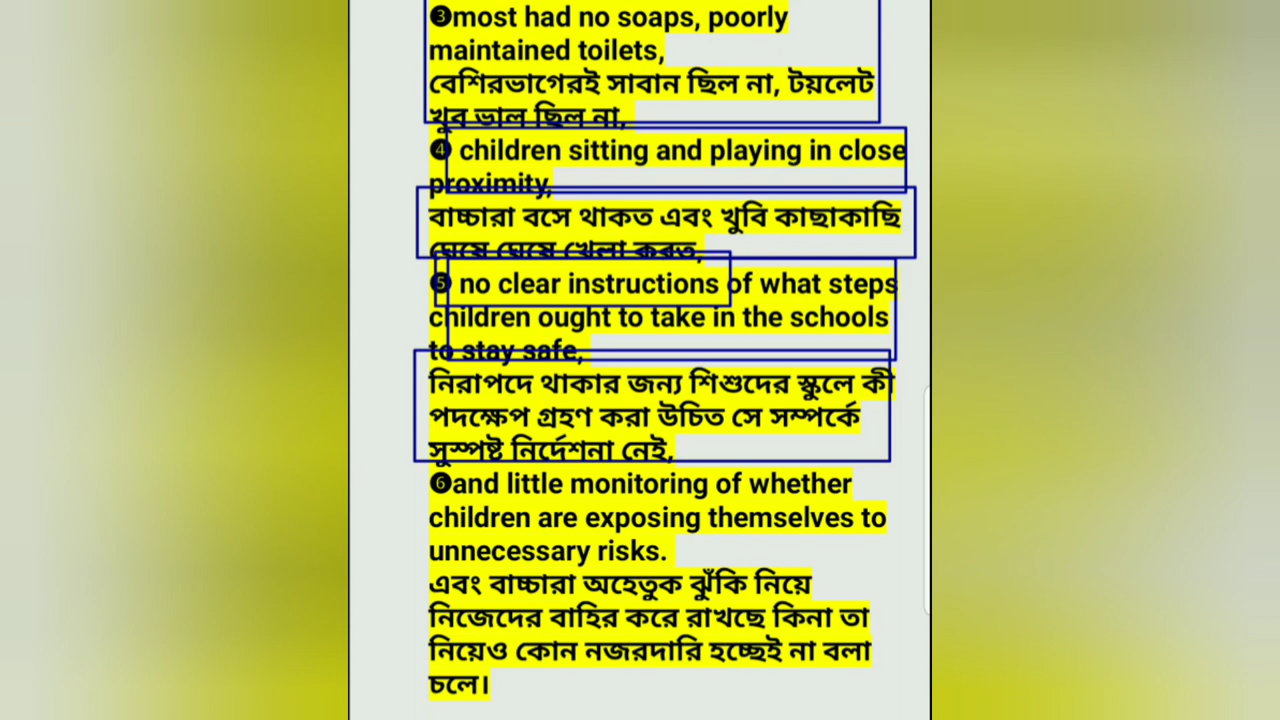 ❸most had no soaps, poorly
maintained toilets,
বেশিরভাগেরই সাবান ছিল না, টয়লেট
খুব ভাল ছিল না,
❹ children sitting and playing in close
proximity,
বাচ্চারা বসে থাকত এবং খুবি কাছাকাছি
ঘেষে ঘেষে খেলা করত,
❺ no clear instructions of what steps
children ought to take in the schools
to stay safe,
নিরাপদে থাকার জন্য শিশুদের স্কুলে কী
পদক্ষেপ গ্রহণ করা উচিত সে সম্পর্কে
সুস্পষ্ট নির্দেশনা নেই,
❻and little monitoring of whether
children are exposing themselves to
unnecessary risks.
এবং বাচ্চারা অহেতুক ঝুঁকি নিয়ে
নিজেদের বাহির করে রাখছে কিনা তা
নিয়েও কোন নজরদারি হচ্ছেই না বলা
চলে।